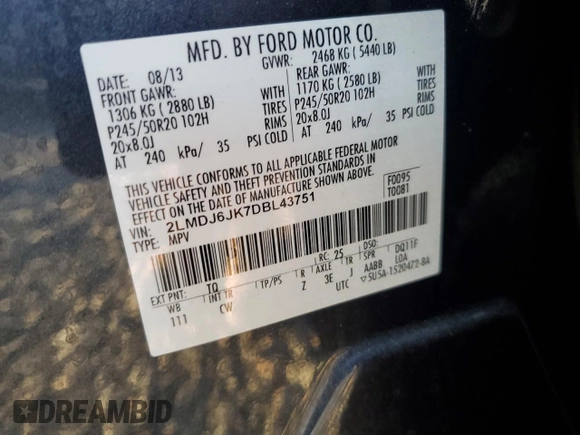 MFD. BY FORD MOTOR CO.
DATE: 08/13 GVWR: 2468 KG ( 5440 LB)
FRONT GAWR: REAR GAWR:
1306 KG ( 2880 LB) WITH 1170 KG ( 2580 LB) WITH
P245/50R20 102H TIRES P245/50R20 102H TIRES
20x8.0J RIMS 20x8.0J RIMS
AT 240 kPa/ 35 PSI COLD AT 240 kPa/ 35 PSI COLD
THIS VEHICLE CONFORMS TO ALL APPLICABLE FEDERAL MOTOR
VEHICLE SAFETY AND THEFT PREVENTION STANDARDS IN
EFFECT ON THE DATE OF MANUFACTURE SHOWN ABOVE.
VIN: 2LMDJ6JK7DBL43751 F0095
TYPE: MPV T0081
EXT PNT: TQ RC: 25 DSO:
WB INT TR TP/PS R AXLE TR SPR DQ11F
111 CW Z 3E J AABB LOA
UTC 5U5A-1520472-BA
DREAMBID